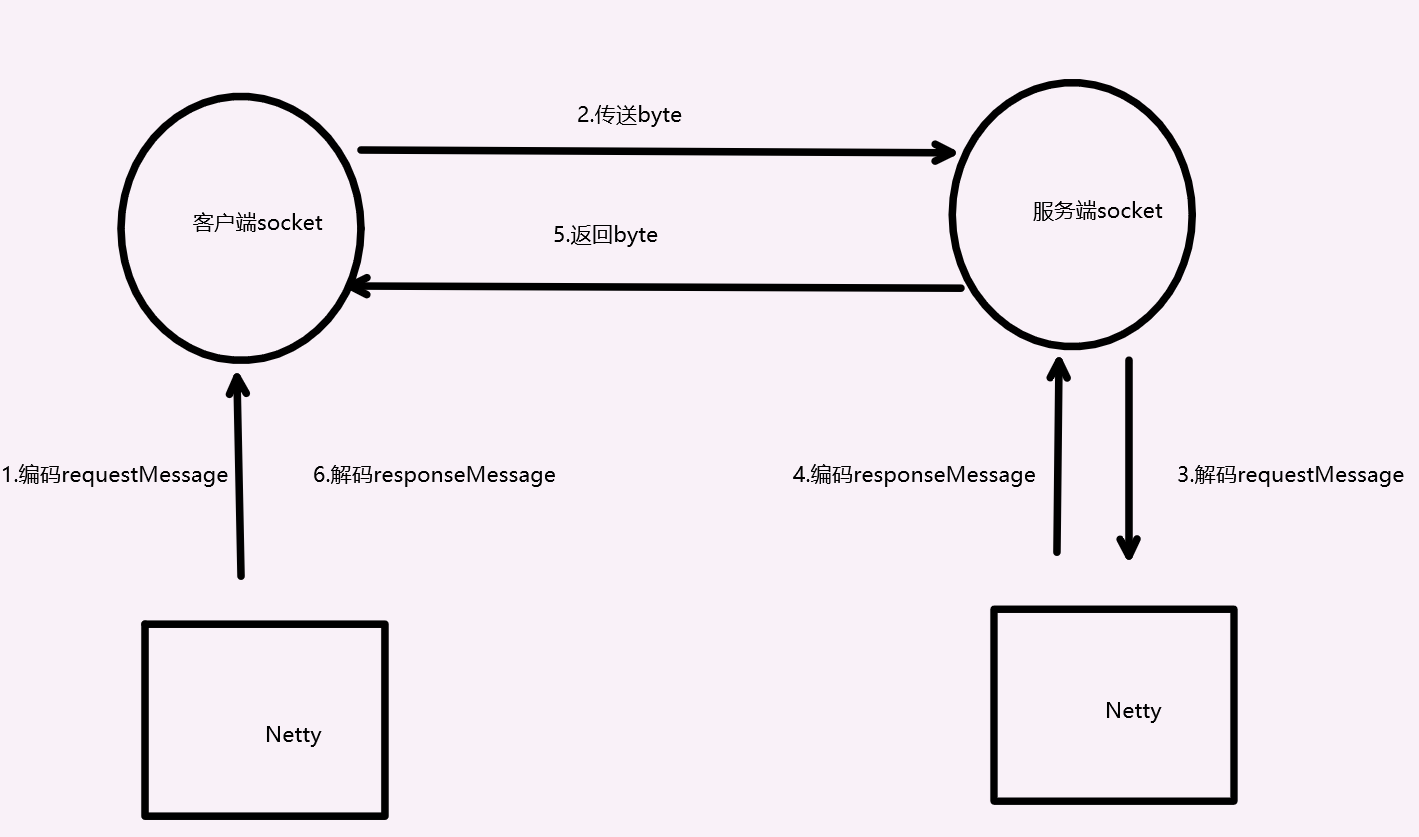 2.传送byte
客户端socket
服务端socket
5.返回byte
1.编码requestMessage
6.解码responseMessage
4.编码responseMessage
3.解码requestMessage
Netty
Netty